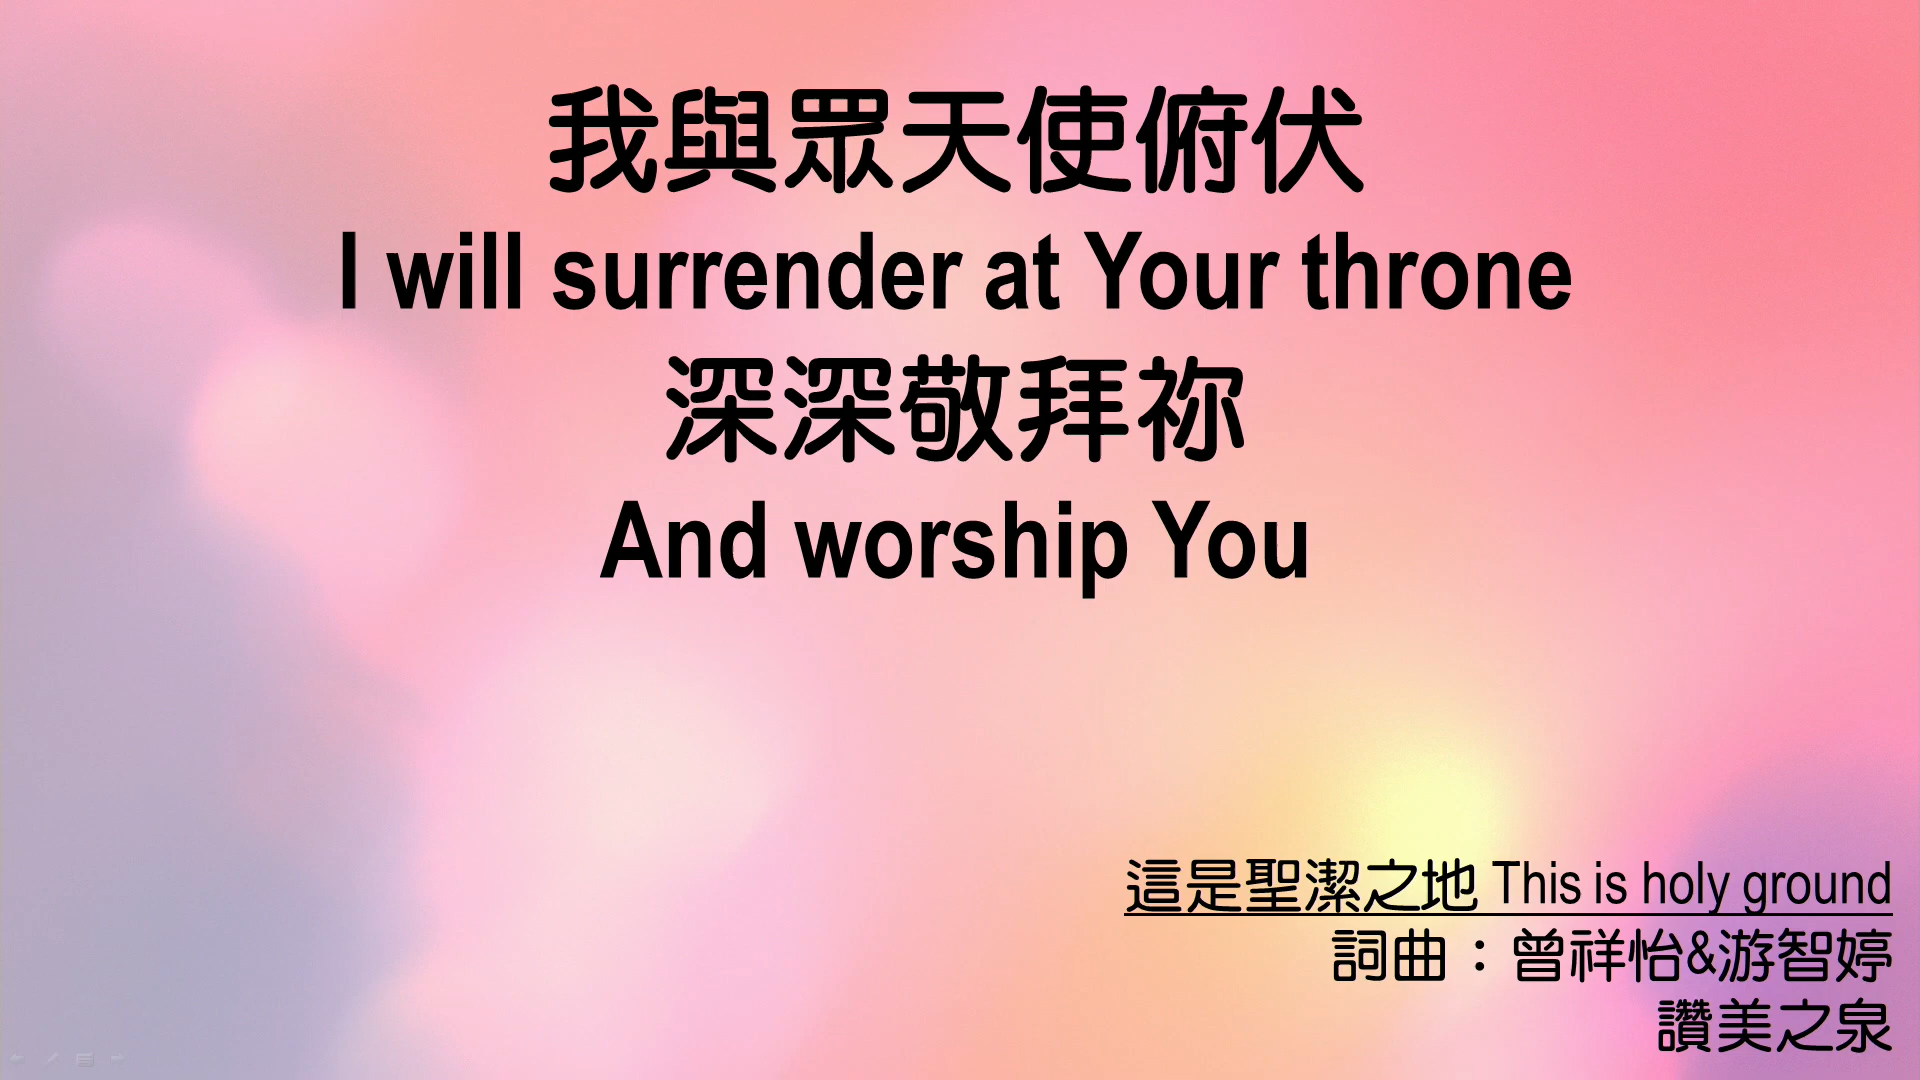 我與眾天使俯伏
I will surrender at Your throne
深深敬拜祢
And worship You
這是聖潔之地 This is holy ground
詞曲：曾祥怡&游智婷
讚美之泉